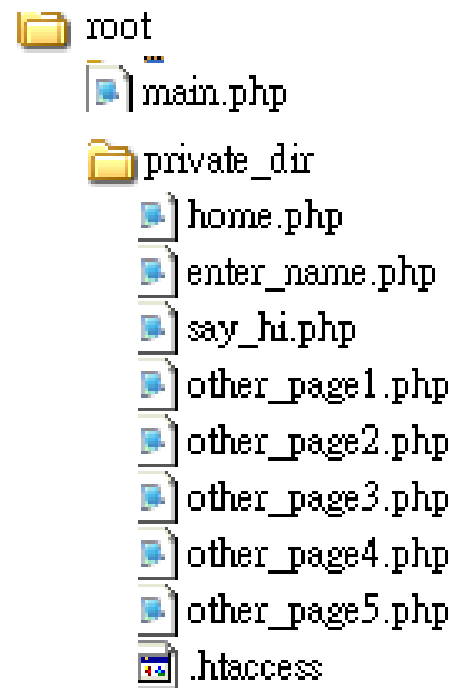 root
main.php
private_dir
home.php
enter_name.php
say_hi.php
other_page1.php
other_page2.php
other_page3.php
other_page4.php
other_page5.php
.htaccess